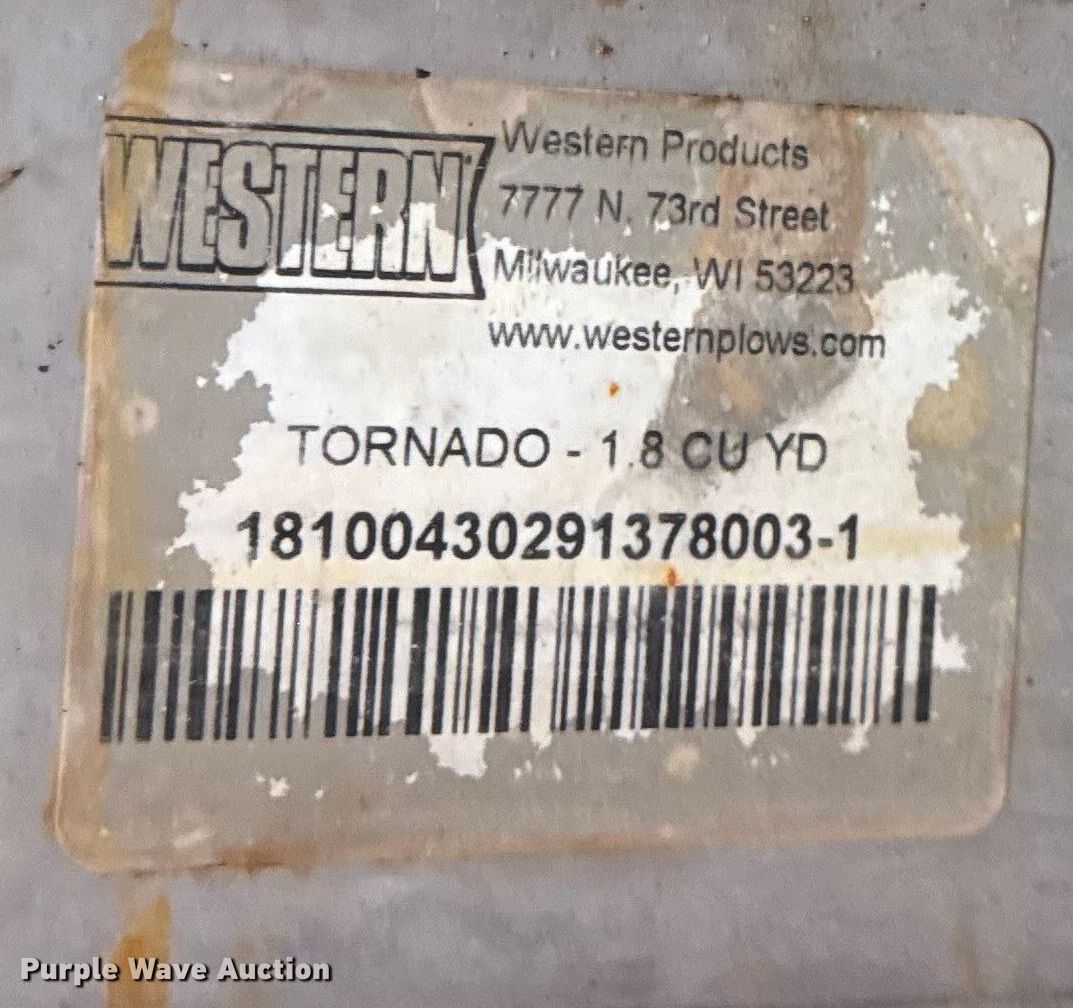 WESTERN
Western Products
7777 N. 73rd Street
Milwaukee, WI 53223
www.westernplows.com
TORNADO - 1.8 CU YD
18100430291378003-1
Purple Wave Auction